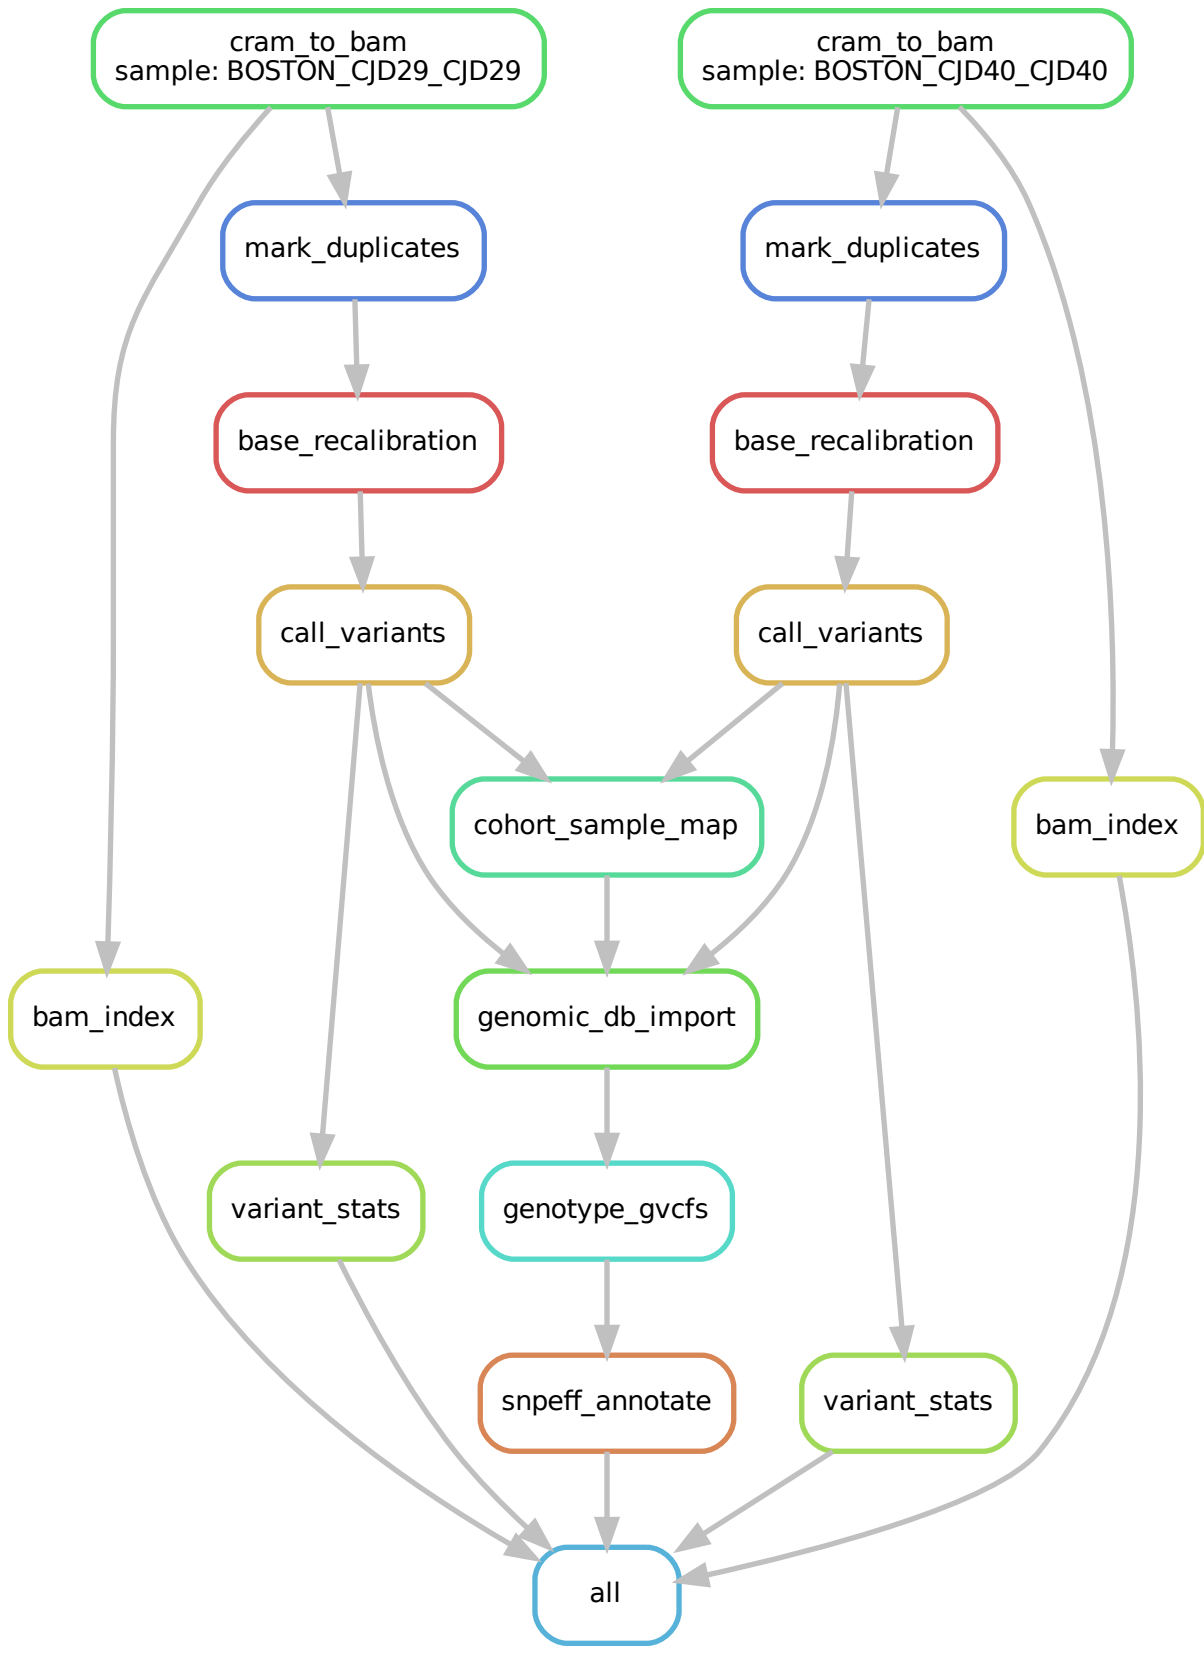 cram_to_bam
sample: BOSTON_CJD29_CJD29
cram_to_bam
sample: BOSTON_CJD40_CJD40
mark_duplicates
mark_duplicates
base_recalibration
base_recalibration
call_variants
call_variants
cohort_sample_map
bam_index
bam_index
genomic_db_import
variant_stats
genotype_gvcfs
snpeff_annotate
variant_stats
all